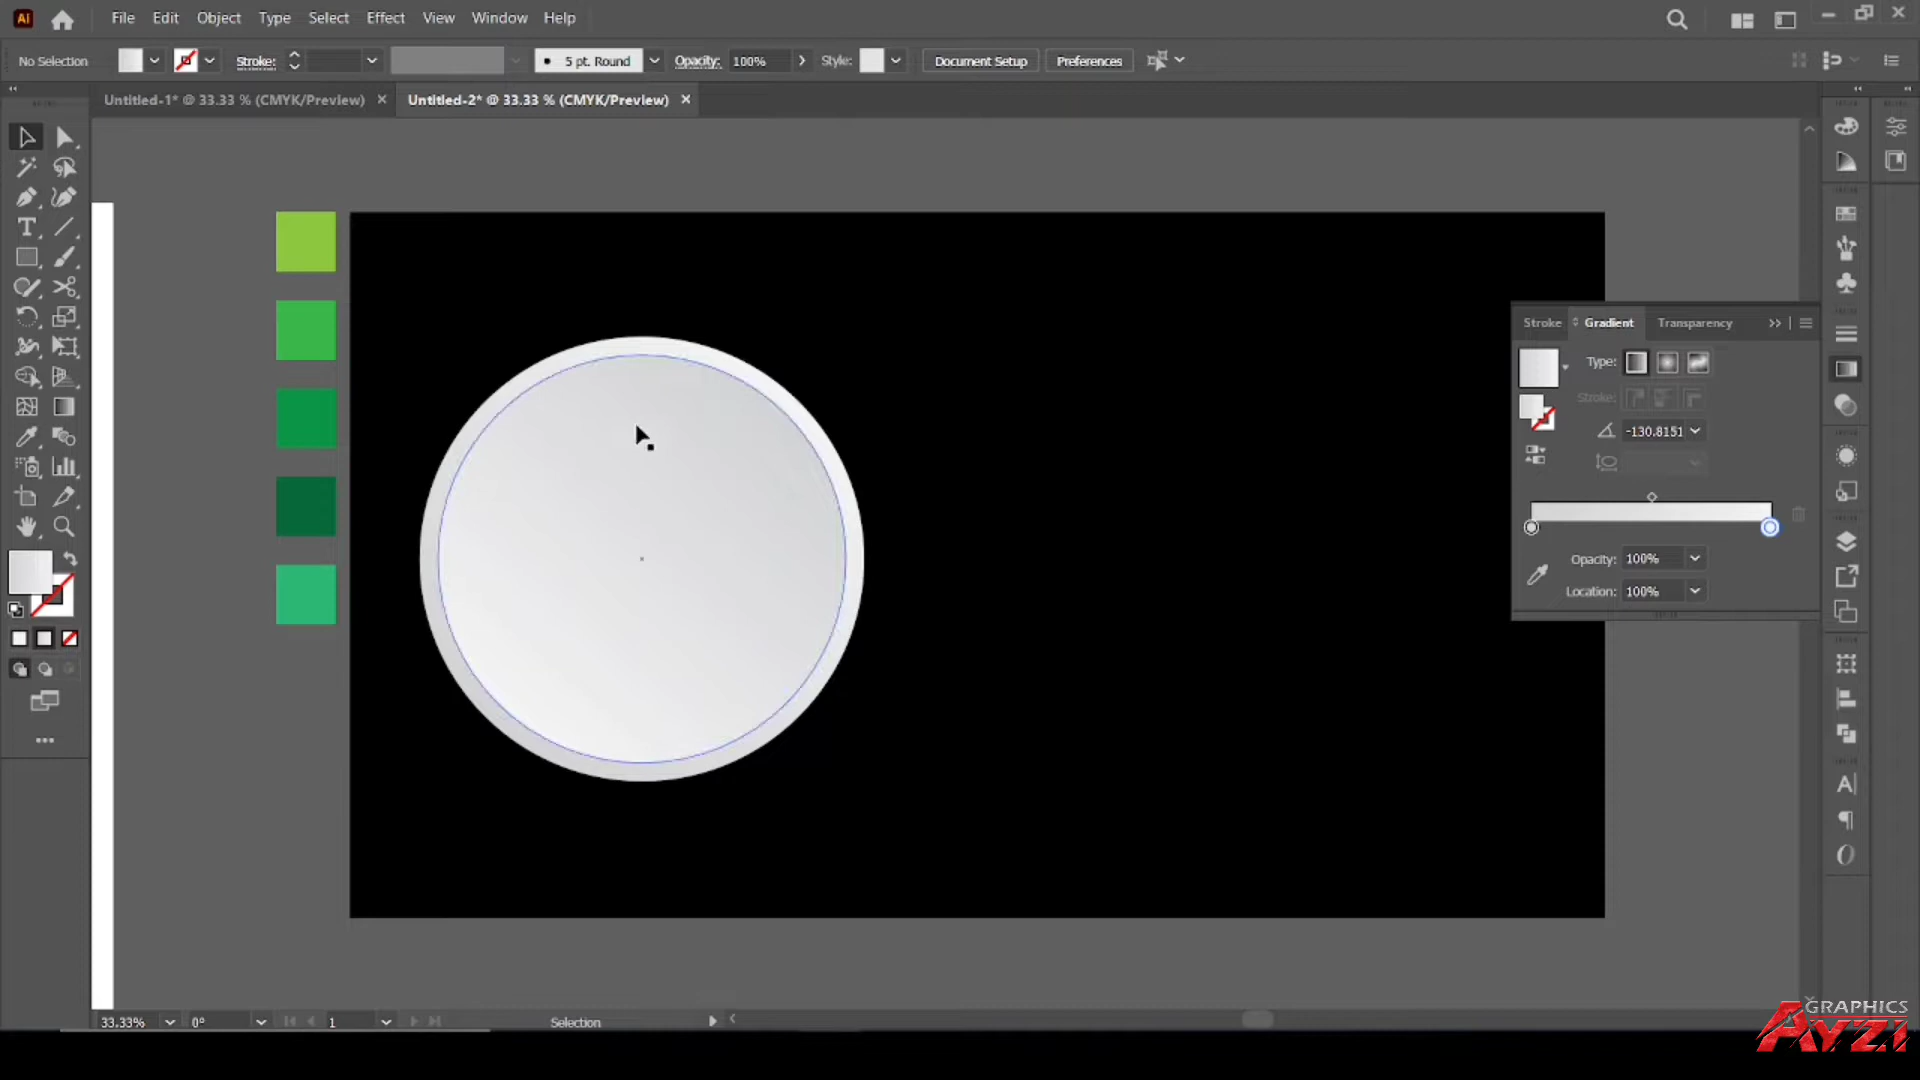 Ai File Edit Object Type Select Effect View Window Help
No Selection Stroke: 5 pt. Round Opacity: 100% Style: Document Setup Preferences
Untitled-1* @ 33.33 % (CMYK/Preview) Untitled-2* @ 33.33 % (CMYK/Preview)
Stroke Gradient Transparency
Type:
Stroke:
-130.8151
Opacity: 100%
Location: 100%
33.33% 0° 1 Selection
GRAPHICS
AYZI